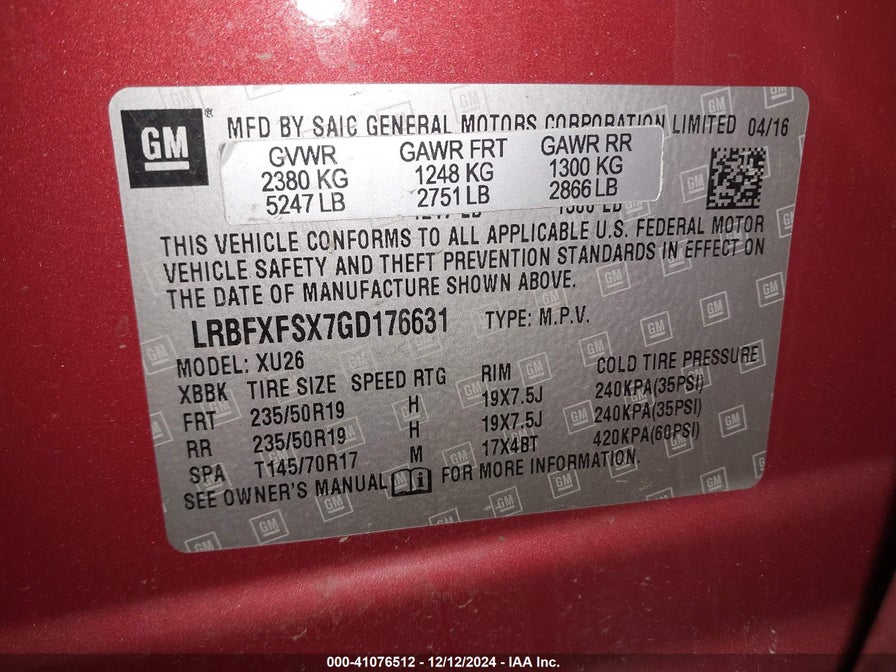 GM ® MFD BY SAIC GENERAL MOTORS CORPORATION LIMITED 04/16
GVWR GAWR FRT GAWR RR
2380 KG 1248 KG 1300 KG
5247 LB 2751 LB 2866 LB
THIS VEHICLE CONFORMS TO ALL APPLICABLE U.S. FEDERAL MOTOR
VEHICLE SAFETY AND THEFT PREVENTION STANDARDS IN EFFECT ON
THE DATE OF MANUFACTURE SHOWN ABOVE.
LRBFXFSX7GD176631 TYPE: M.P.V.
MODEL: XU26
XBBK TIRE SIZE SPEED RTG RIM COLD TIRE PRESSURE
FRT 235/50R19 H 19X7.5J 240KPA(35PSI)
RR 235/50R19 H 19X7.5J 240KPA(35PSI)
SPA T145/70R17 M 17X4BT 420KPA(60PSI)
SEE OWNER'S MANUAL i FOR MORE INFORMATION.
000-41076512 - 12/12/2024 - IAA Inc.